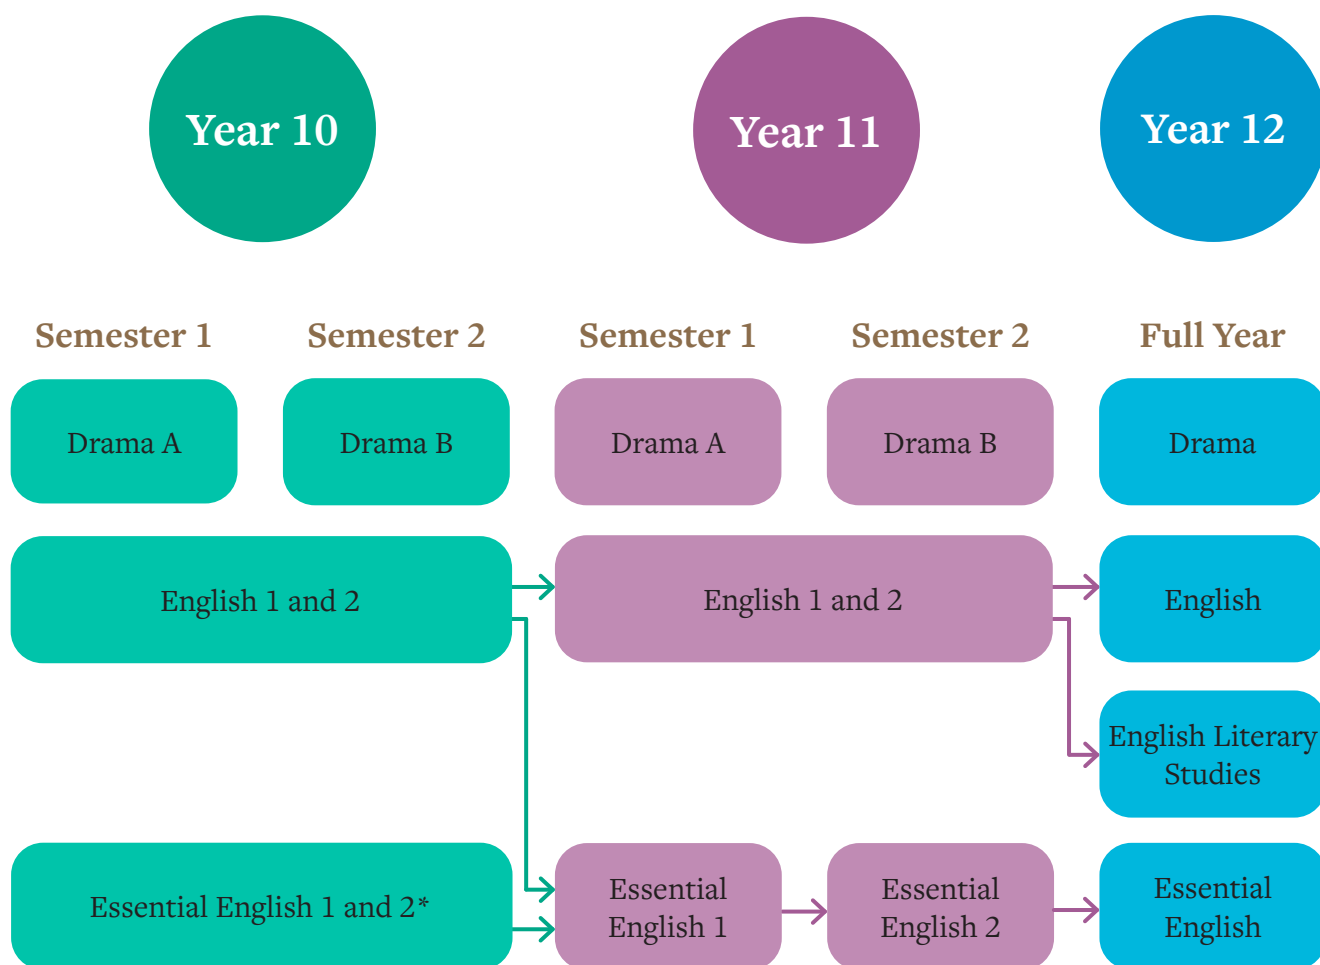 Year 10
Year 11
Year 12
Semester 1
Semester 2
Semester 1
Semester 2
Full Year
Drama A
Drama B
Drama A
Drama B
Drama
English 1 and 2
English 1 and 2
English
English Literary
Studies
Essential English 1 and 2*
Essential
English 1
Essential
English 2
Essential
English